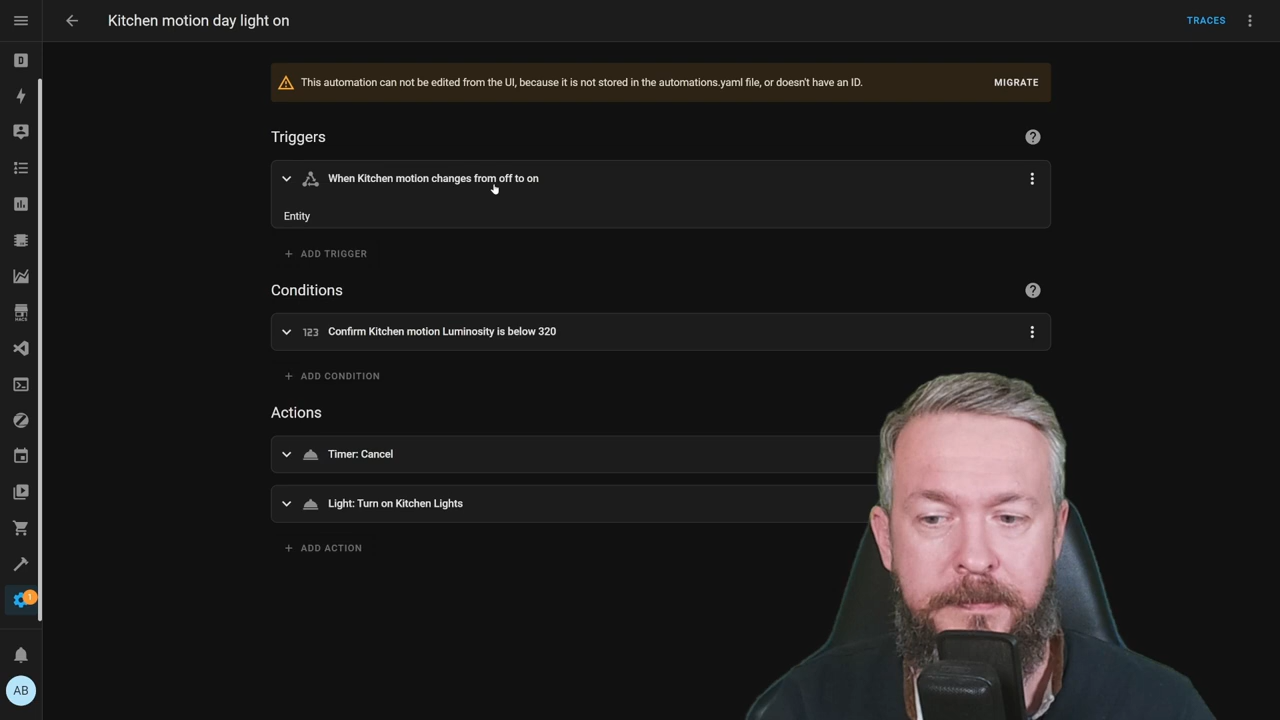 Kitchen motion day light on
TRACES
This automation can not be edited from the UI, because it is not stored in the automations.yaml file, or doesn't have an ID.
MIGRATE
Triggers
When Kitchen motion changes from off to on
Entity
+ ADD TRIGGER
Conditions
123 Confirm Kitchen motion Luminosity is below 320
+ ADD CONDITION
Actions
Timer: Cancel
Light: Turn on Kitchen Lights
+ ADD ACTION
D
HACS
1
AB